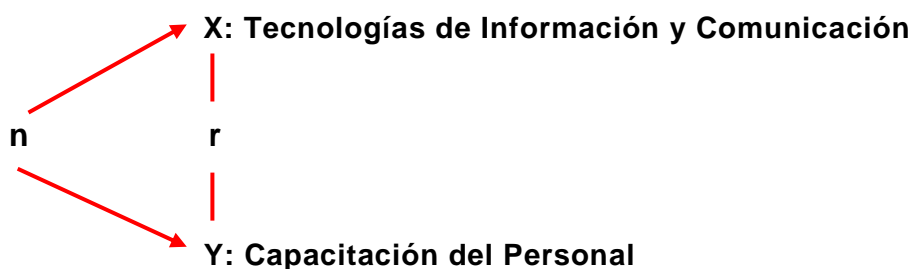 X: Tecnologías de Información y Comunicación
n
r
Y: Capacitación del Personal